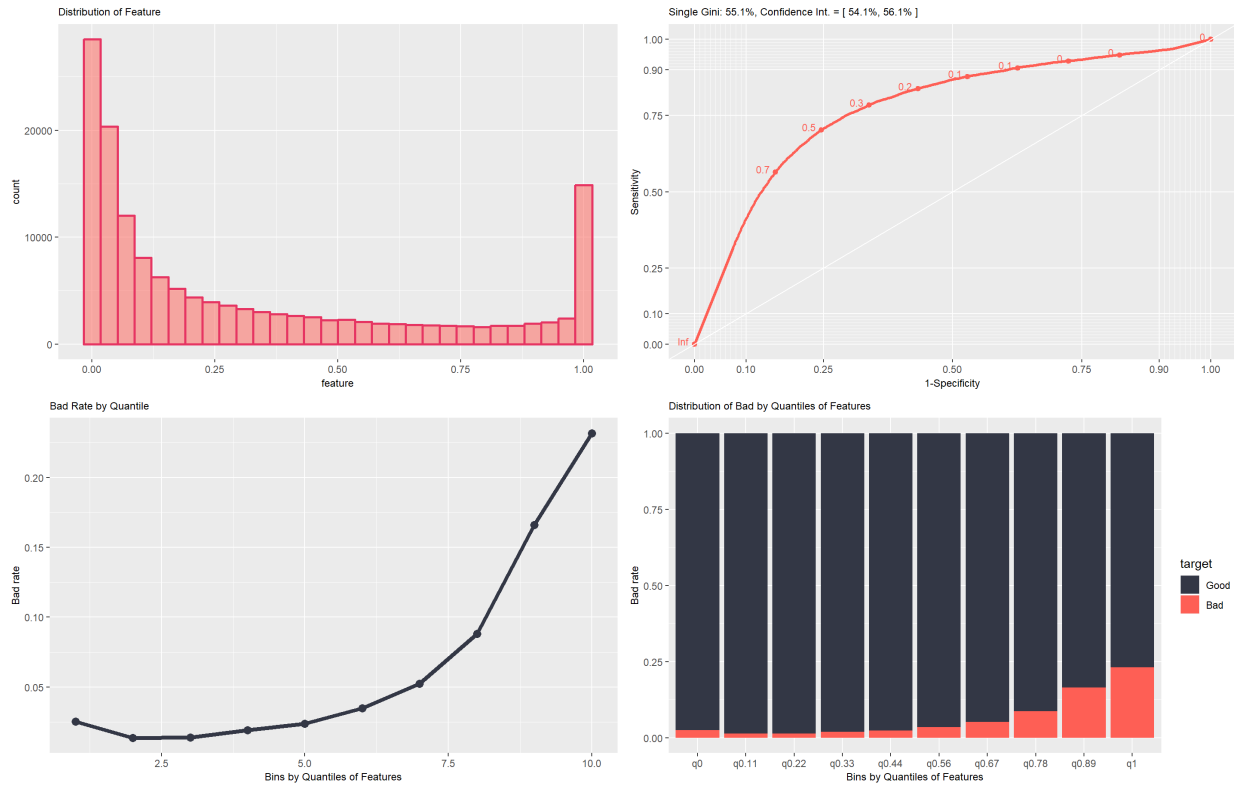 Distribution of Feature
20000
10000
0
count
0.00 0.25 0.50 0.75 1.00
feature
Single Gini: 55.1%, Confidence Int. = [ 54.1%, 56.1% ]
1.00
0.90
0.75
0.50
0.25
0.10
0.00
Sensitivity
Inf 0.7 0.5 0.3 0.2 0.1 0.1 0 0 0
0.00 0.10 0.25 0.50 0.75 0.90 1.00
1-Specificity
Bad Rate by Quantile
0.20
0.15
0.10
0.05
Bad rate
2.5 5.0 7.5 10.0
Bins by Quantiles of Features
Distribution of Bad by Quantiles of Features
1.00
0.75
0.50
0.25
0.00
Bad rate
q0 q0.11 q0.22 q0.33 q0.44 q0.56 q0.67 q0.78 q0.89 q1
Bins by Quantiles of Features
target
Good
Bad